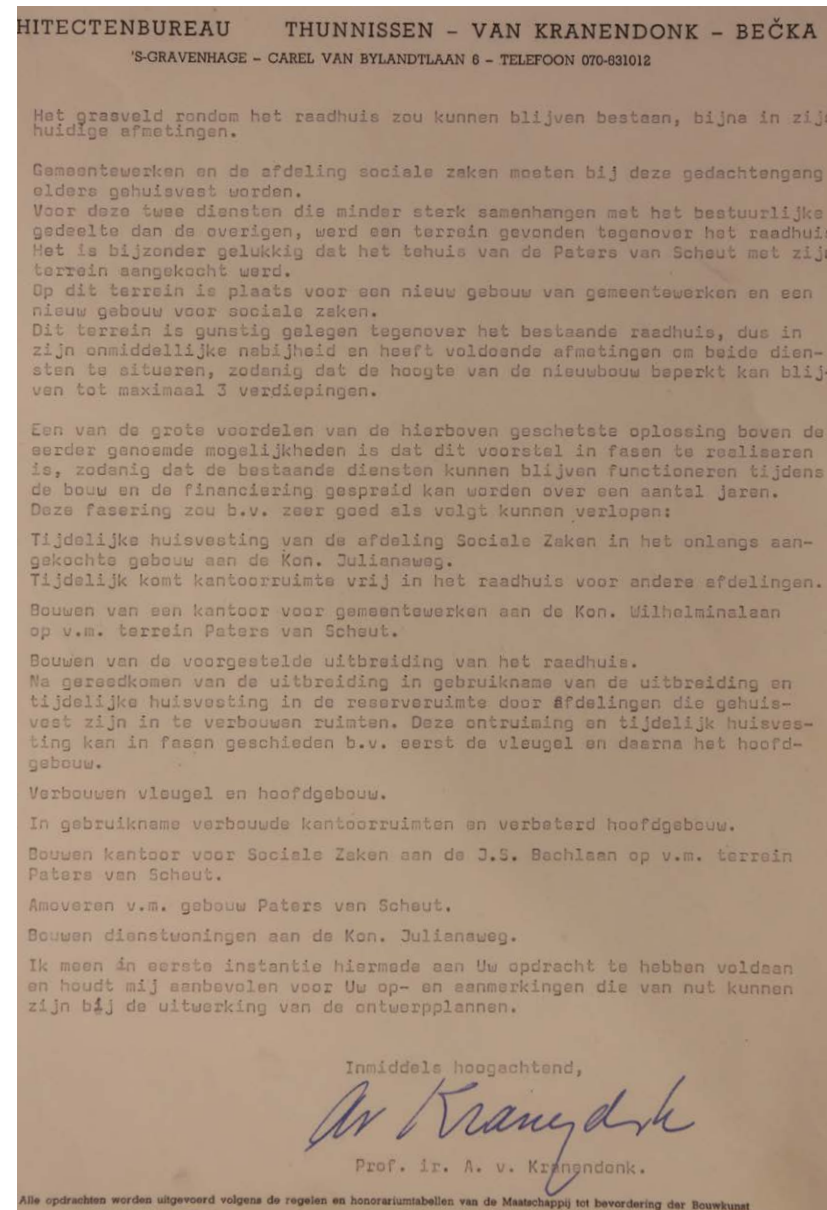 HITECTENBUREAU THUNNISSEN – VAN KRANENDONK – BEČKA
'S-GRAVENHAGE – CAREL VAN BYLANDTLAAN 6 – TELEFOON 070-631012
Het grasveld rondom het raadhuis zou kunnen blijven bestaan, bijna in zij
huidige afmetingen.
Gemeentewerken en de afdeling sociale zaken moeten bij deze gedachtengang
elders gehuisvest worden.
Voor deze twee diensten die minder sterk samenhangen met het bestuurlijke
gedeelte dan de overigen, werd een terrein gevonden tegenover het raadhuis
Het is bijzonder gelukkig dat het tehuis van de Paters van Scheut met zij
terrein aangekocht werd.
Op dit terrein is plaats voor een nieuw gebouw van gemeentewerken en een
nieuw gebouw voor sociale zaken.
Dit terrein is gunstig gelegen tegenover het bestaande raadhuis, dus in
zijn onmiddellijke nabijheid en heeft voldoende afmetingen om beide dien-
sten te situeren, zodanig dat de hoogte van de nieuwbouw beperkt kan blij-
ven tot maximaal 3 verdiepingen.
Een van de grote voordelen van de hierboven geschetste oplossing boven de
eerder genoemde mogelijkheden is dat dit voorstel in fasen te realiseren
is, zodanig dat de bestaande diensten kunnen blijven functioneren tijdens
de bouw en de financiering gespreid kan worden over een aantal jaren.
Deze fasering zou b.v. zeer goed als volgt kunnen verlopen:
Tijdelijke huisvesting van de afdeling Sociale Zaken in het onlangs aan-
gekochte gebouw aan de Kon. Julianaweg.
Tijdelijk komt kantoorruimte vrij in het raadhuis voor andere afdelingen.
Bouwen van een kantoor voor gemeentewerken aan de Kon. Wilhelminalaan
op v.m. terrein Paters van Scheut.
Bouwen van de voorgestelde uitbreiding van het raadhuis.
Na gereedkomen van de uitbreiding in gebruikname van de uitbreiding en
tijdelijke huisvesting in de reserveruimte door afdelingen die gehuis-
vest zijn in te verbouwen ruimten. Deze ontruiming en tijdelijk huisves-
ting kan in fasen geschieden b.v. eerst de vleugel en daarna het hoofd-
gebouw.
Verbouwen vleugel en hoofdgebouw.
In gebruikname verbouwde kantoorruimten en verbeterd hoofdgebouw.
Bouwen kantoor voor Sociale Zaken aan de J.S. Bachlaan op v.m. terrein
Paters van Scheut.
Amoveren v.m. gebouw Paters van Scheut.
Bouwen dienstwoningen aan de Kon. Julianaweg.
Ik meen in eerste instantie hiermede aan Uw opdracht te hebben voldaan
en houdt mij aanbevolen voor Uw op- en aanmerkingen die van nut kunnen
zijn bij de uitwerking van de ontwerpplannen.
Inmiddels hoogachtend,
Av Kranendonk
Prof. ir. A. v. Kranendonk.
Alle opdrachten worden uitgevoerd volgens de regelen en honorariumtabellen van de Maatschappij tot bevordering der Bouwkunst